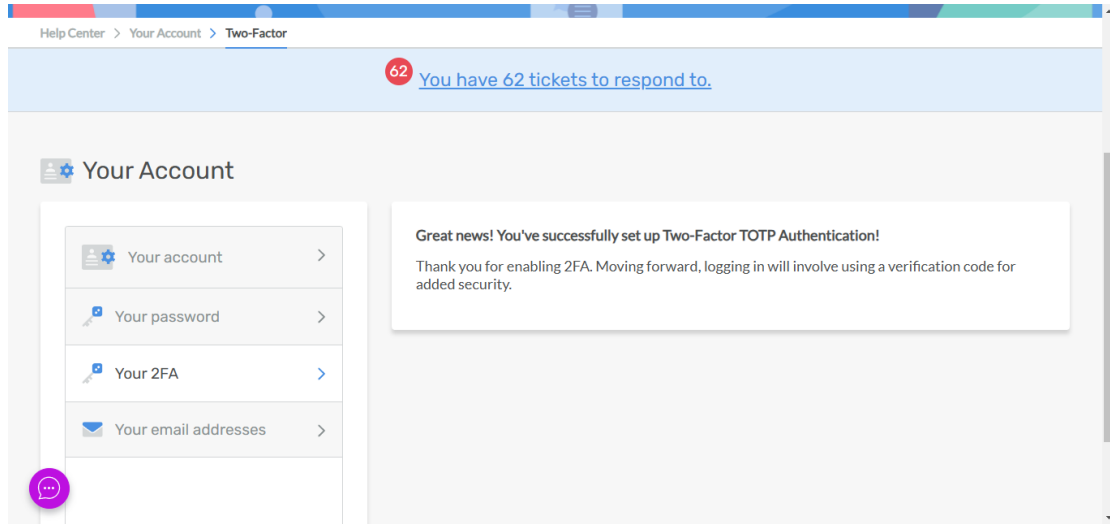 Help Center > Your Account > Two-Factor
62 You have 62 tickets to respond to.
Your Account
Your account
Your password
Your 2FA
Your email addresses
Great news! You've successfully set up Two-Factor TOTP Authentication!
Thank you for enabling 2FA. Moving forward, logging in will involve using a verification code for
added security.